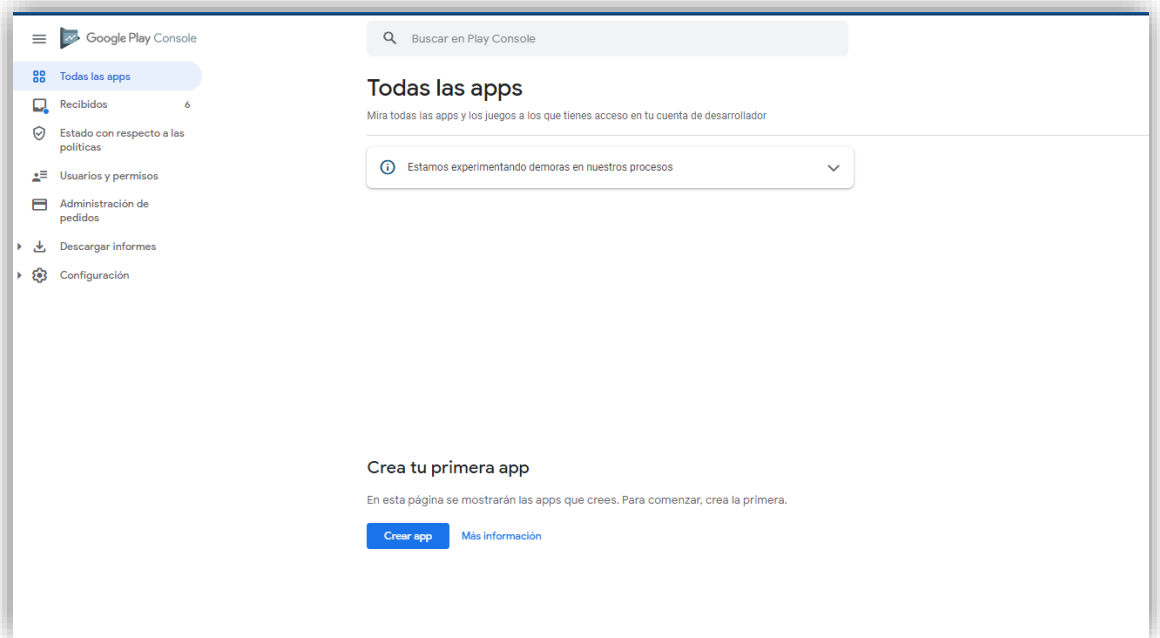 Google Play Console
Buscar en Play Console
Todas las apps
Recibidos 6
Estado con respecto a las
políticas
Usuarios y permisos
Administración de
pedidos
Descargar informes
Configuración
Todas las apps
Mira todas las apps y los juegos a los que tienes acceso en tu cuenta de desarrollador
Estamos experimentando demoras en nuestros procesos
Crea tu primera app
En esta página se mostrarán las apps que crees. Para comenzar, crea la primera.
Crear app Más información